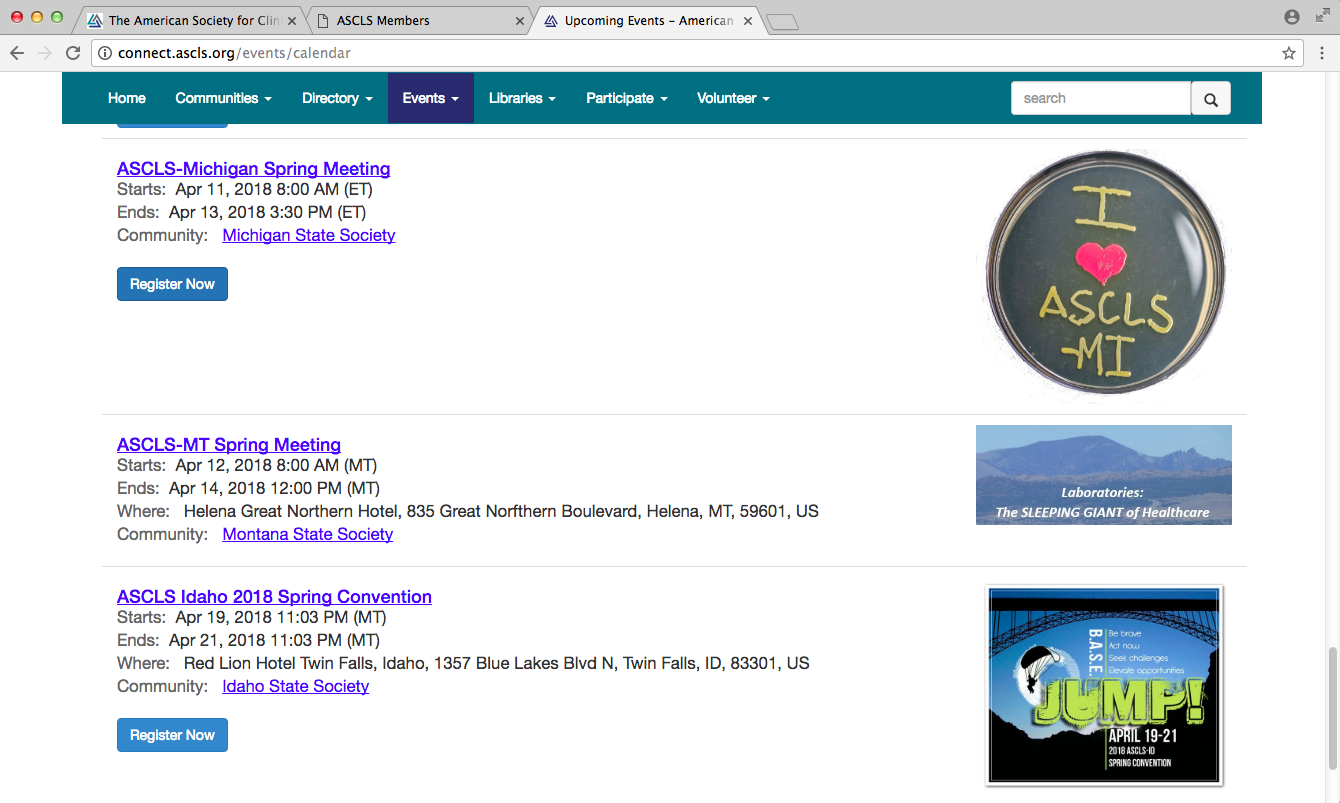 The American Society for Clini
ASCLS Members
Upcoming Events – American
connect.ascls.org/events/calendar
Home
Communities
Directory
Events
Libraries
Participate
Volunteer
search
ASCLS-Michigan Spring Meeting
Starts: Apr 11, 2018 8:00 AM (ET)
Ends: Apr 13, 2018 3:30 PM (ET)
Community: Michigan State Society
Register Now
I
ASCLS
-MI
ASCLS-MT Spring Meeting
Starts: Apr 12, 2018 8:00 AM (MT)
Ends: Apr 14, 2018 12:00 PM (MT)
Where: Helena Great Northern Hotel, 835 Great Norfthern Boulevard, Helena, MT, 59601, US
Community: Montana State Society
Laboratories:
The SLEEPING GIANT of Healthcare
ASCLS Idaho 2018 Spring Convention
Starts: Apr 19, 2018 11:03 PM (MT)
Ends: Apr 21, 2018 11:03 PM (MT)
Where: Red Lion Hotel Twin Falls, Idaho, 1357 Blue Lakes Blvd N, Twin Falls, ID, 83301, US
Community: Idaho State Society
Register Now
B.A.S.E.
Be brave
Act now
Seek challenges
Elevate opportunities
JUMP!
APRIL 19-21
2018 ASCLS-ID
SPRING CONVENTION